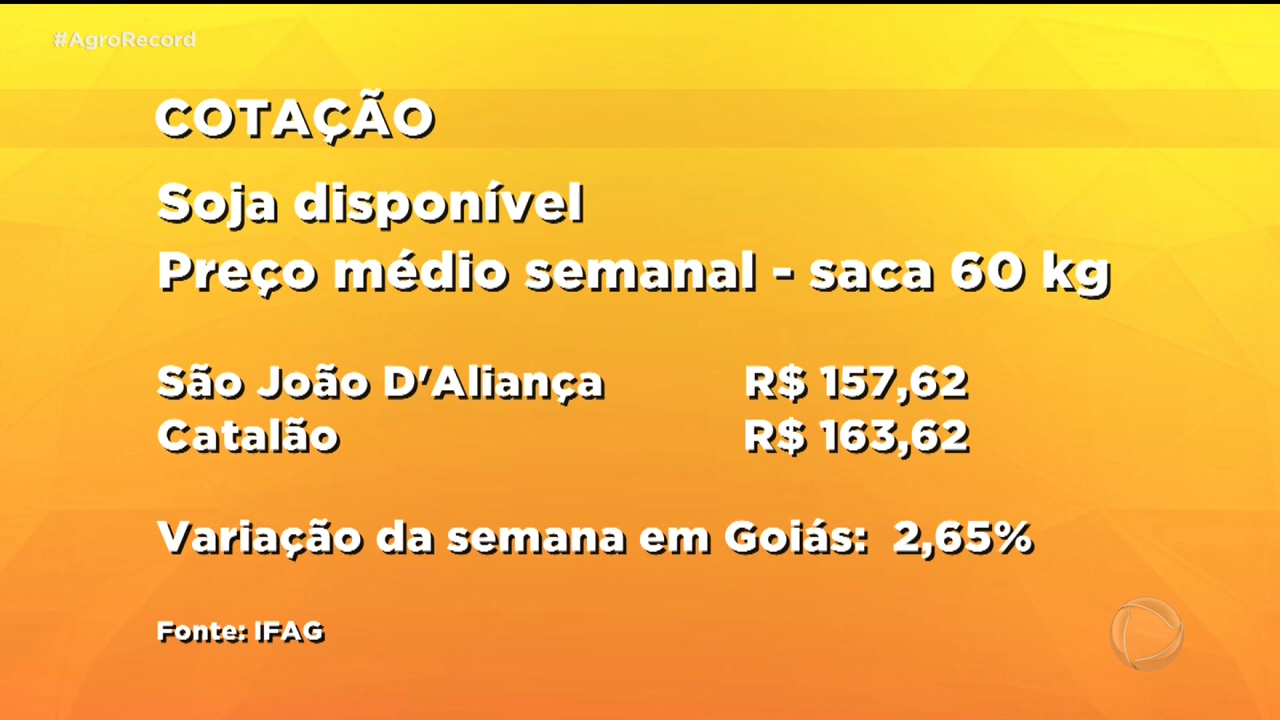 #AgroRecord
COTAÇÃO
Soja disponível
Preço médio semanal - saca 60 kg
São João D'Aliança R$ 157,62
Catalão R$ 163,62
Variação da semana em Goiás: 2,65%
Fonte: IFAG